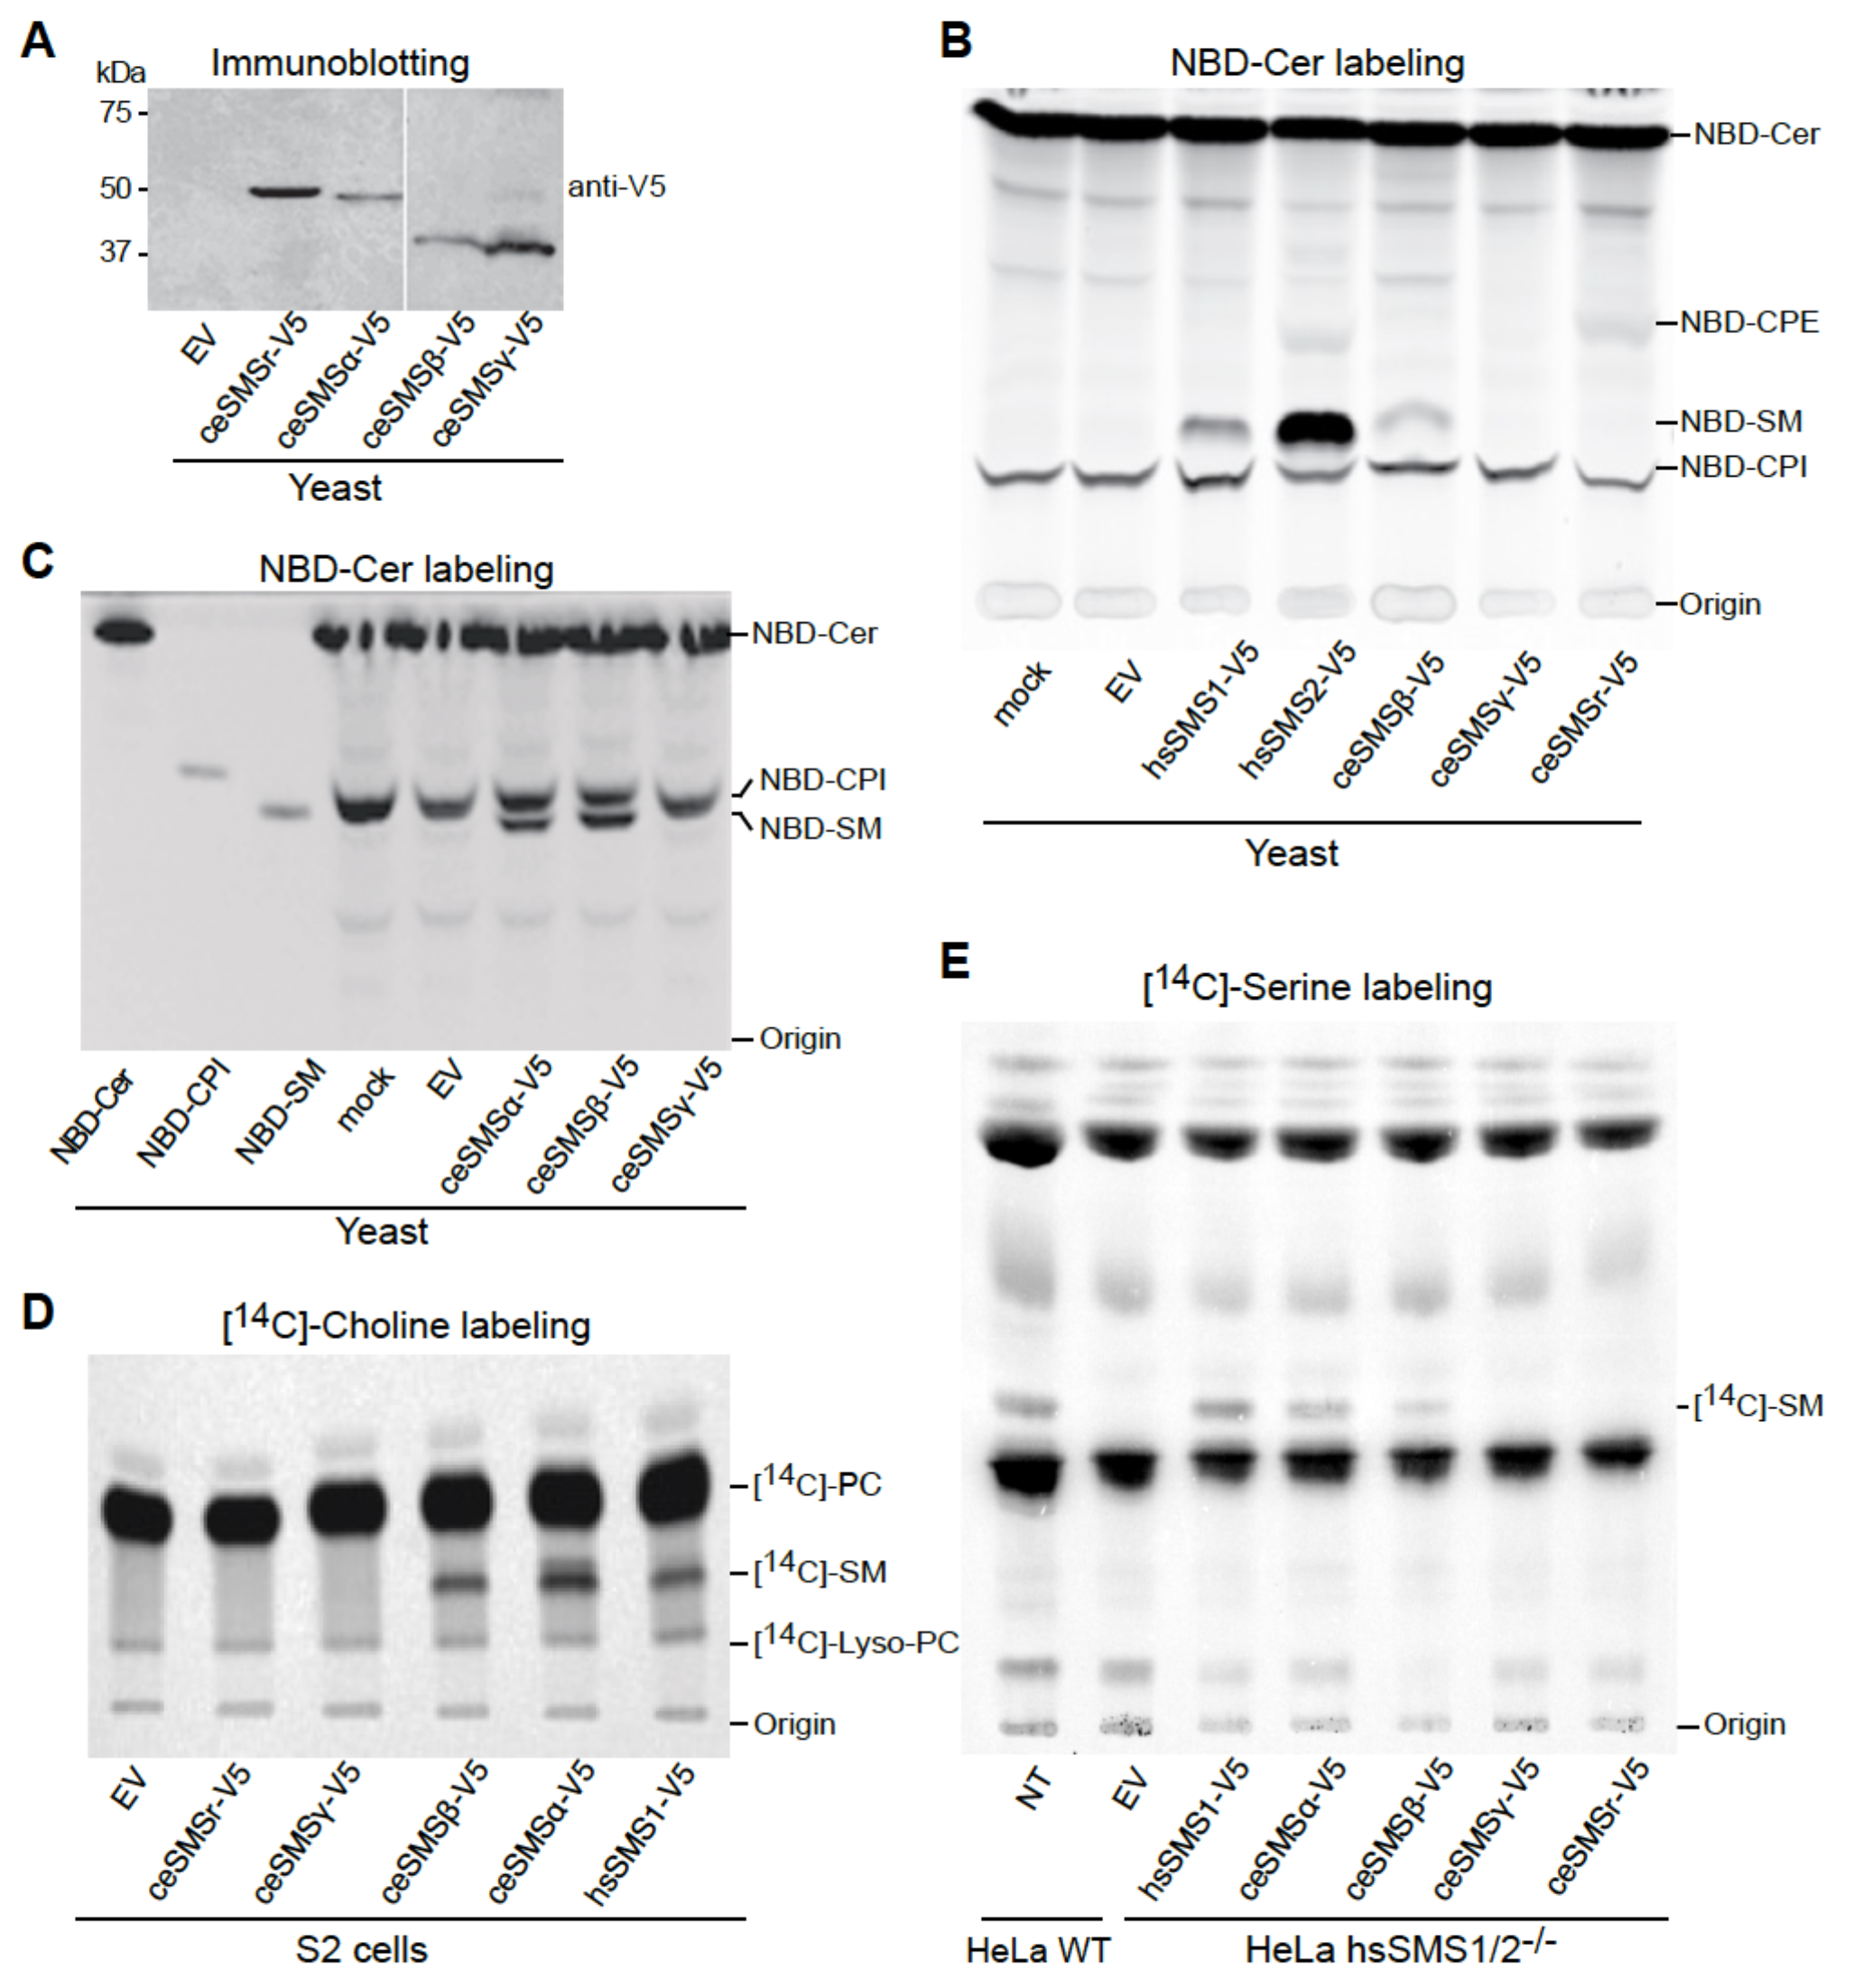 A
Immunoblotting
kDa
75
50
37
anti-V5
EV
ceSMSr-V5
ceSMSα-V5
ceSMSβ-V5
ceSMSγ-V5
Yeast
B
NBD-Cer labeling
NBD-Cer
NBD-CPE
NBD-SM
NBD-CPI
Origin
mock
EV
hsSMS1-V5
hsSMS2-V5
ceSMSβ-V5
ceSMSγ-V5
ceSMSr-V5
Yeast
C
NBD-Cer labeling
NBD-Cer
NBD-CPI
NBD-SM
Origin
NBD-Cer
NBD-CPI
NBD-SM
mock
EV
ceSMSα-V5
ceSMSβ-V5
ceSMSγ-V5
Yeast
D
[14C]-Choline labeling
[14C]-PC
[14C]-SM
[14C]-Lyso-PC
Origin
EV
ceSMSr-V5
ceSMSγ-V5
ceSMSβ-V5
ceSMSα-V5
hsSMS1-V5
S2 cells
E
[14C]-Serine labeling
[14C]-SM
Origin
NT
EV
hsSMS1-V5
ceSMSα-V5
ceSMSβ-V5
ceSMSγ-V5
ceSMSr-V5
HeLa WT
HeLa hsSMS1/2-/-